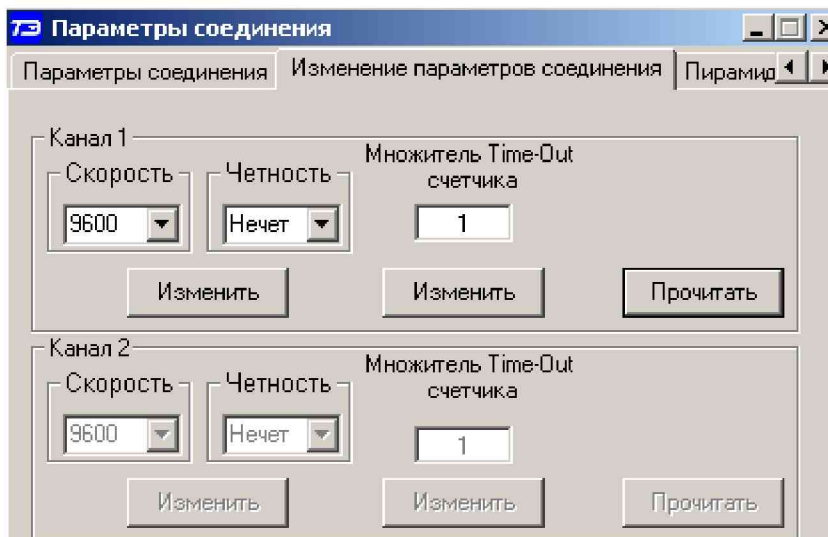 ТЭ Параметры соединения
Параметры соединения Изменение параметров соединения
Канал 1
Множитель Time-Out
счетчика
Скорость Четность
9600 Нечет 1
Изменить Изменить Прочитать
Канал 2
Множитель Time-Out
счетчика
Скорость Четность
9600 Нечет 1
Изменить Изменить Прочитать